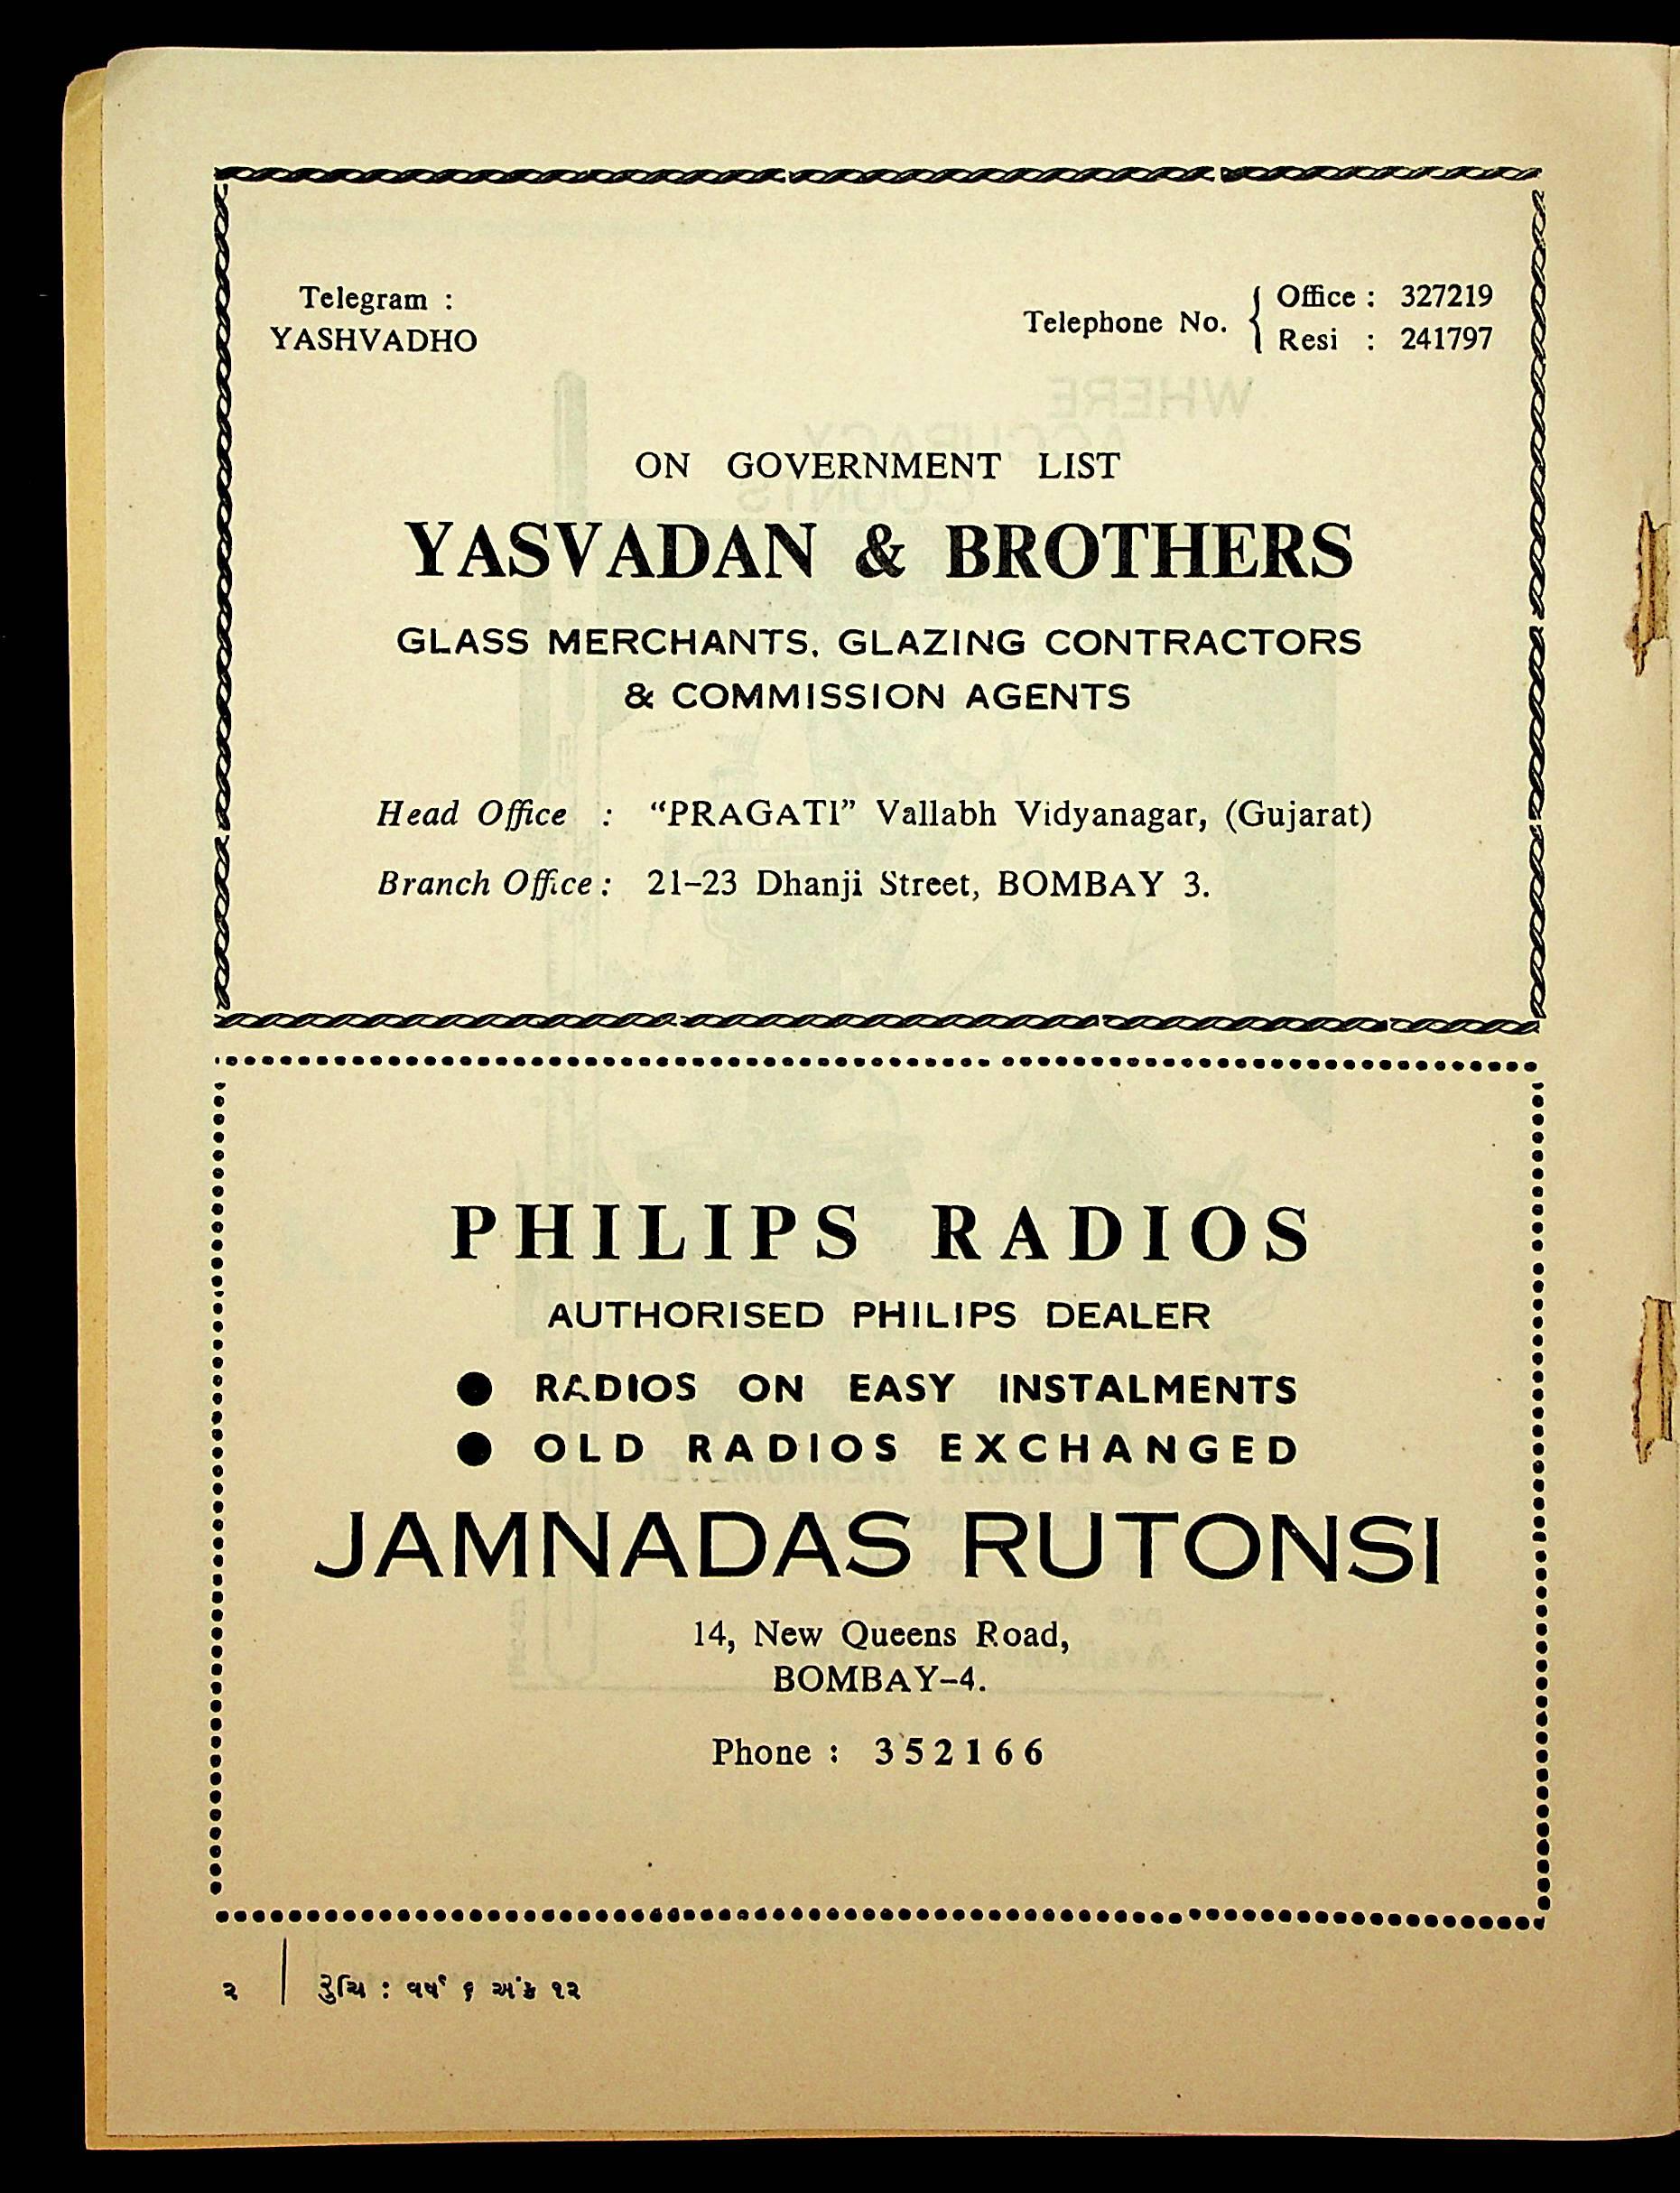 Telegram :
YASHVADHO
Telephone No. { Office : 327219
Resi : 241797
ON GOVERNMENT LIST
YASVADAN & BROTHERS
GLASS MERCHANTS, GLAZING CONTRACTORS
& COMMISSION AGENTS
Head Office : “PRAGATI” Vallabh Vidyanagar, (Gujarat)
Branch Office : 21–23 Dhanji Street, BOMBAY 3.
PHILIPS RADIOS
AUTHORISED PHILIPS DEALER
● RADIOS ON EASY INSTALMENTS
● OLD RADIOS EXCHANGED
JAMNADAS RUTONSI
14, New Queens Road,
BOMBAY–4.
Phone : 352166
૨ | રુચિ : વર્ષ ૬ અંક ૧૨